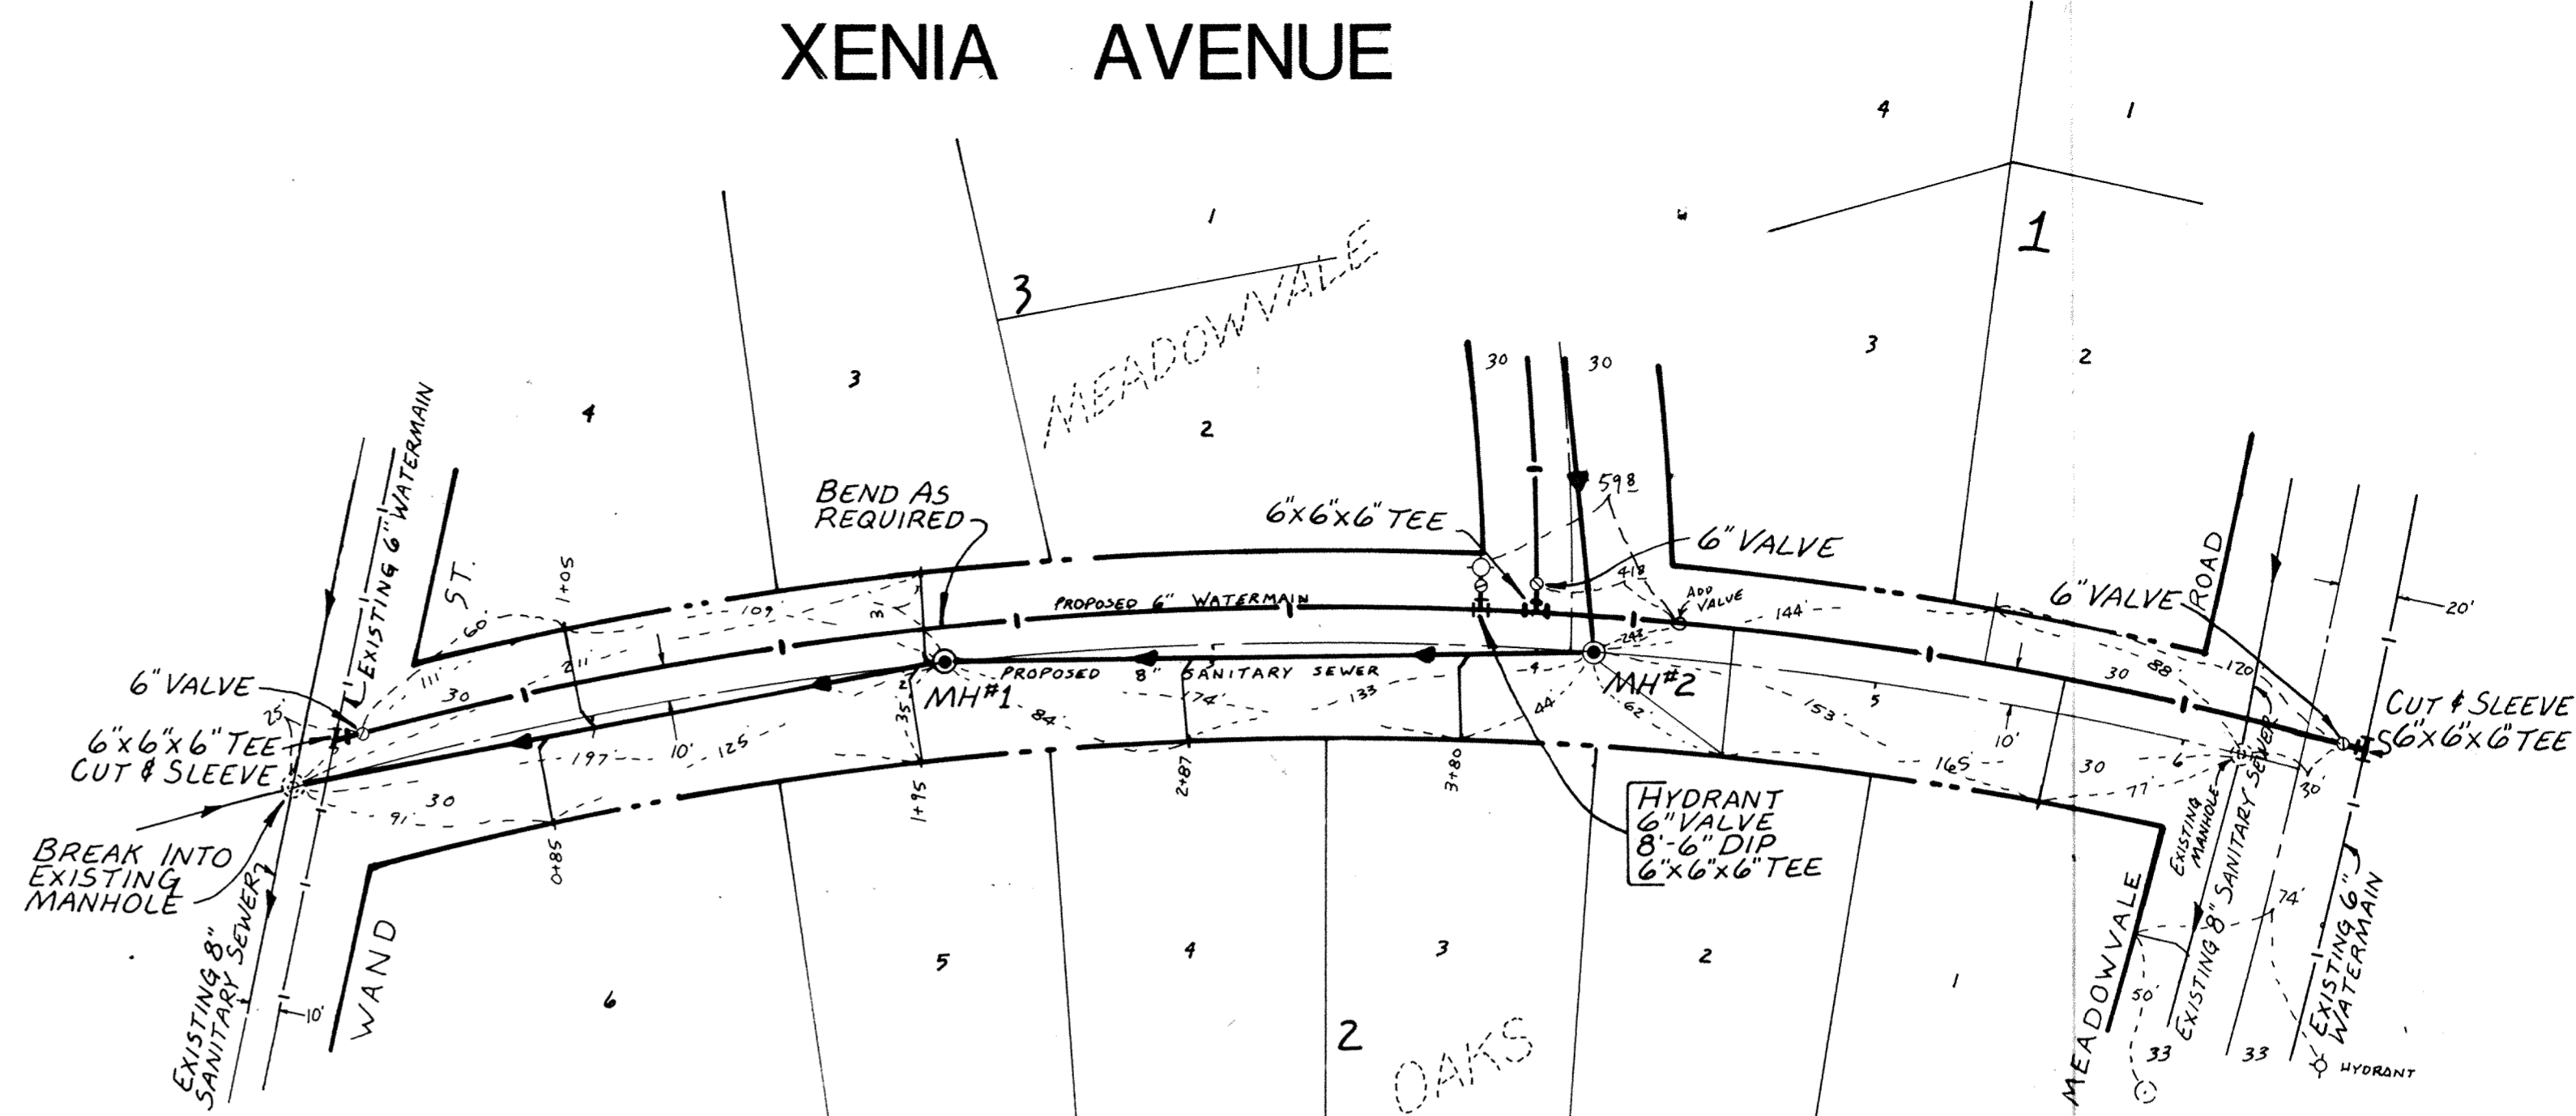 XENIA AVENUE
4
1
1
1
3
MEADOWVALE
3
2
3
2
4
30
30
EXISTING 6" WATERMAIN
BEND AS
REQUIRED
598
6"x6"x6" TEE
6" VALVE
418
ADD
VALVE
144'
6" VALVE
ROAD
20'
ST.
1+05
60
109
31
PROPOSED 6" WATERMAIN
243
211'
111'
30
88
120
30
6" VALVE
25'
PROPOSED 8" SANITARY SEWER
4
2
MH#1
MH#2
5
6"x6"x6" TEE
CUT & SLEEVE
CUT & SLEEVE
6"x6"x6" TEE
35
84'
74'
133
44
62
153'
10'
197'
10'
125
165
30
6
77'
30'
30
91'
BREAK INTO
EXISTING
MANHOLE
0+85
1+95
2+87
3+80
HYDRANT
6" VALVE
8'-6" DIP
6"x6"x6" TEE
EXISTING
MANHOLE
EXISTING 8" SANITARY SEWER
74'
EXISTING 6"
WATERMAIN
EXISTING 8"
SANITARY SEWER
10'
WAND
6
5
4
3
2
1
2
OAKS
MEADOWVALE
50'
33
33
HYDRANT